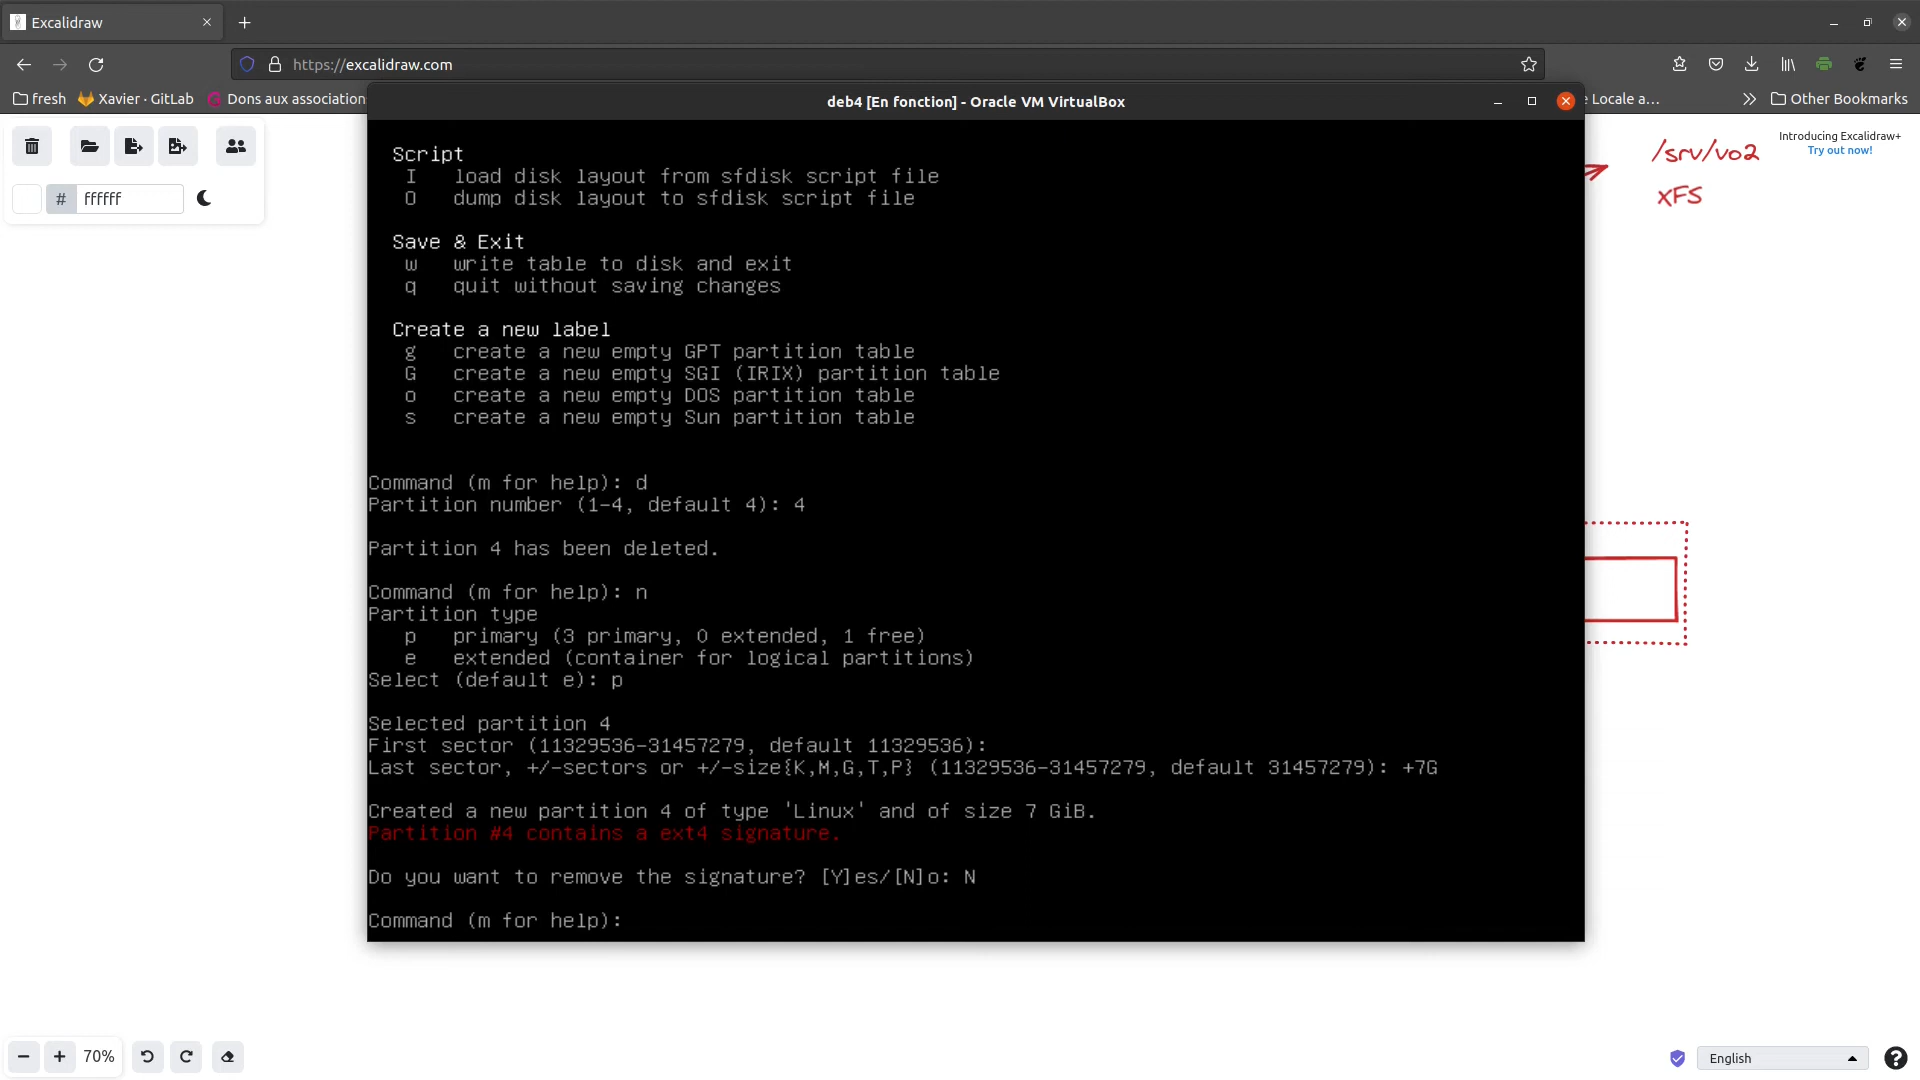 Excalidraw
https://excalidraw.com
fresh
Xavier · GitLab
Dons aux association
e Locale a...
Other Bookmarks
deb4 [En fonction] - Oracle VM VirtualBox
# ffffff
Introducing Excalidraw+
Try out now!
/srv/vo2
XFS
Script
I load disk layout from sfdisk script file
O dump disk layout to sfdisk script file
Save & Exit
w write table to disk and exit
q quit without saving changes
Create a new label
g create a new empty GPT partition table
G create a new empty SGI (IRIX) partition table
o create a new empty DOS partition table
s create a new empty Sun partition table
Command (m for help): d
Partition number (1-4, default 4): 4
Partition 4 has been deleted.
Command (m for help): n
Partition type
p primary (3 primary, 0 extended, 1 free)
e extended (container for logical partitions)
Select (default e): p
Selected partition 4
First sector (11329536-31457279, default 11329536):
Last sector, +/-sectors or +/-size{K,M,G,T,P} (11329536-31457279, default 31457279): +7G
Created a new partition 4 of type 'Linux' and of size 7 GiB.
Partition #4 contains a ext4 signature.
Do you want to remove the signature? [Y]es/[N]o: N
Command (m for help):
70%
English